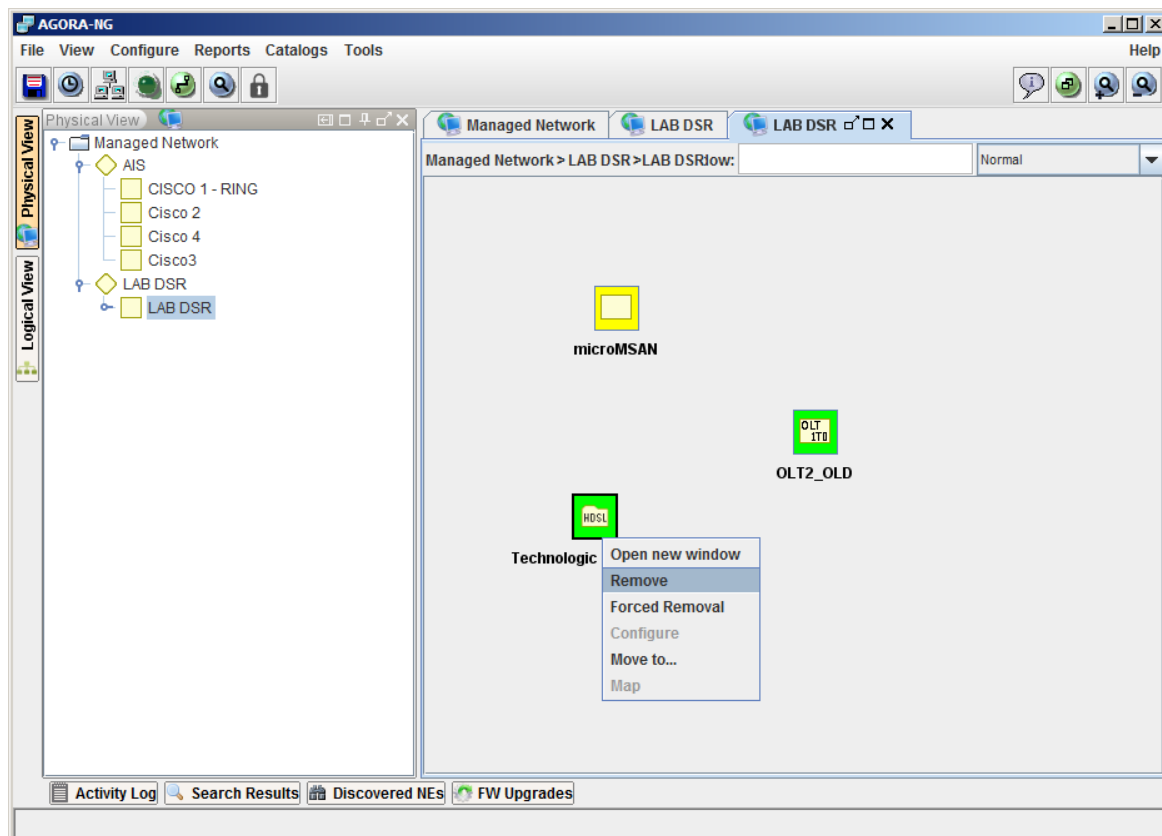 AGORA-NG
File View Configure Reports Catalogs Tools Help
Physical View
Managed Network
AIS
CISCO 1 - RING
Cisco 2
Cisco 4
Cisco3
LAB DSR
LAB DSR
Physical View
Logical View
Managed Network LAB DSR LAB DSR
Managed Network > LAB DSR >LAB DSR low: Normal
microMSAN
OLT
1T0
OLT2_OLD
HDSL
Technologic
Open new window
Remove
Forced Removal
Configure
Move to...
Map
Activity Log Search Results Discovered NEs FW Upgrades